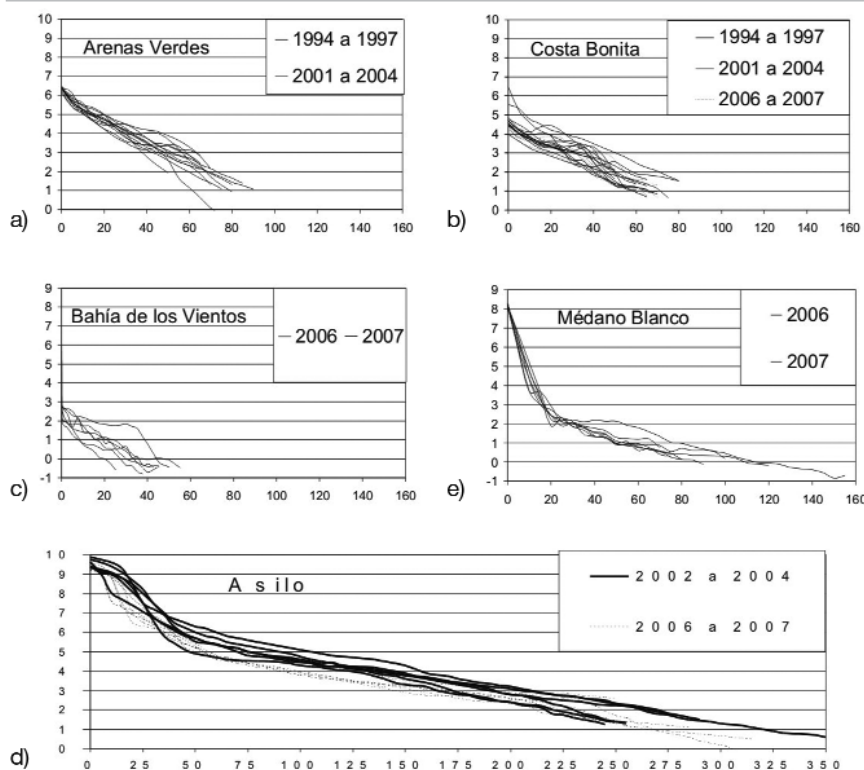 10
9
8
7
6
5
4
3
2
1
0
Arenas Verdes
1994 a 1997
2001 a 2004
a)
0 20 40 60 80 100 120 140 160
10
9
8
7
6
5
4
3
2
1
0
Costa Bonita
1994 a 1997
2001 a 2004
2006 a 2007
b)
0 20 40 60 80 100 120 140 160
9
8
7
6
5
4
3
2
1
0
-1
Bahía de los Vientos
2006 2007
c)
0 20 40 60 80 100 120 140 160
9
8
7
6
5
4
3
2
1
0
-1
Médano Blanco
2006
2007
e)
0 20 40 60 80 100 120 140 160
10
9
8
7
6
5
4
3
2
1
0
Asilo
2002 a 2004
2006 a 2007
d)
0 25 50 75 100 125 150 175 200 225 250 275 300 325 350